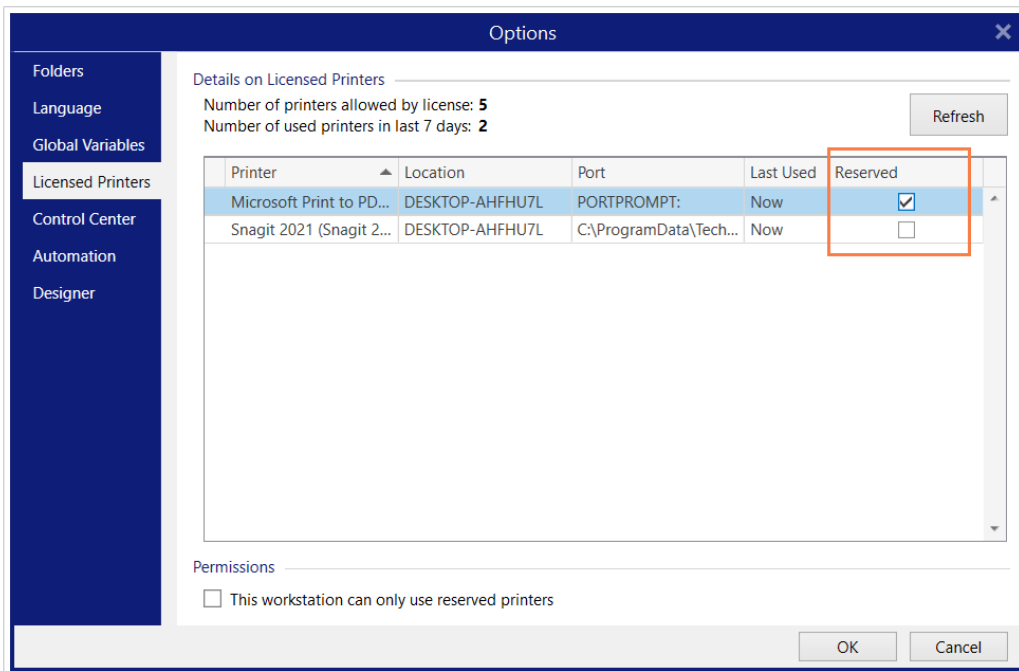 Options
Folders
Language
Global Variables
Licensed Printers
Control Center
Automation
Designer
Details on Licensed Printers
Number of printers allowed by license: 5
Number of used printers in last 7 days: 2
Refresh
Printer Location Port Last Used Reserved
Microsoft Print to PD... DESKTOP-AHFHU7L PORTPROMPT: Now
Snagit 2021 (Snagit 2... DESKTOP-AHFHU7L C:\ProgramData\Tech... Now
Permissions
This workstation can only use reserved printers
OK Cancel